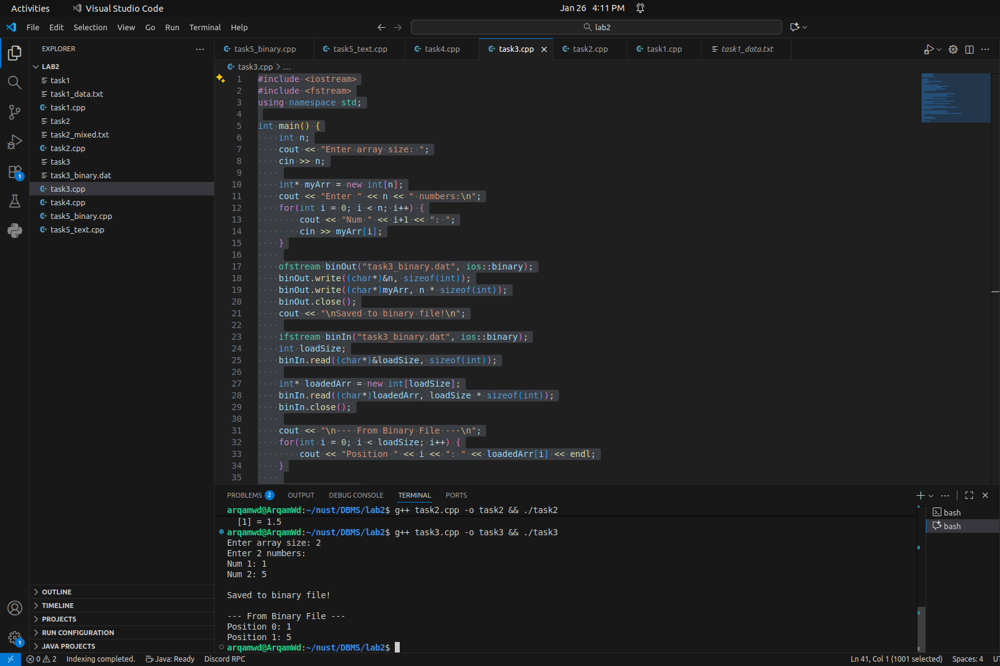 Activities
Visual Studio Code
Jan 26 4:11 PM
File Edit Selection View Go Run Terminal Help
lab2
EXPLORER
LAB2
task1
task1_data.txt
task1.cpp
task2
task2_mixed.txt
task2.cpp
task3
task3_binary.dat
task3.cpp
task4.cpp
task5_binary.cpp
task5_text.cpp
OUTLINE
TIMELINE
PROJECTS
RUN CONFIGURATION
JAVA PROJECTS
1
1
task5_binary.cpp task5_text.cpp task4.cpp task3.cpp task2.cpp task1.cpp task1_data.txt
task3.cpp > ...
1 #include <iostream>
2 #include <fstream>
3 using namespace std;
4
5 int main() {
6 ····int n;
7 ····cout << "Enter array size: ";
8 ····cin >> n;
9 ····
10 ····int* myArr = new int[n];
11 ····cout << "Enter " << n << " numbers:\n";
12 ····for(int i = 0; i < n; i++) {
13 ········cout << "Num " << i+1 << ": ";
14 ········cin >> myArr[i];
15 ····}
16 ····
17 ····ofstream binOut("task3_binary.dat", ios::binary);
18 ····binOut.write((char*)&n, sizeof(int));
19 ····binOut.write((char*)myArr, n * sizeof(int));
20 ····binOut.close();
21 ····cout << "\nSaved to binary file!\n";
22 ····
23 ····ifstream binIn("task3_binary.dat", ios::binary);
24 ····int loadSize;
25 ····binIn.read((char*)&loadSize, sizeof(int));
26 ····
27 ····int* loadedArr = new int[loadSize];
28 ····binIn.read((char*)loadedArr, loadSize * sizeof(int));
29 ····binIn.close();
30 ····
31 ····cout << "\n--- From Binary File ---\n";
32 ····for(int i = 0; i < loadSize; i++) {
33 ········cout << "Position " << i << ": " << loadedArr[i] << endl;
34 ····}
35 ····
PROBLEMS 2 OUTPUT DEBUG CONSOLE TERMINAL PORTS
arqamwd@ArqamWd:~/nust/DBMS/lab2$ g++ task2.cpp -o task2 && ./task2
[1] = 1.5
arqamwd@ArqamWd:~/nust/DBMS/lab2$ g++ task3.cpp -o task3 && ./task3
Enter array size: 2
Enter 2 numbers:
Num 1: 1
Num 2: 5
Saved to binary file!
--- From Binary File ---
Position 0: 1
Position 1: 5
arqamwd@ArqamWd:~/nust/DBMS/lab2$
bash
bash
0 2 Indexing completed. Java: Ready Discord RPC
Ln 41, Col 1 (1001 selected) Spaces: 4